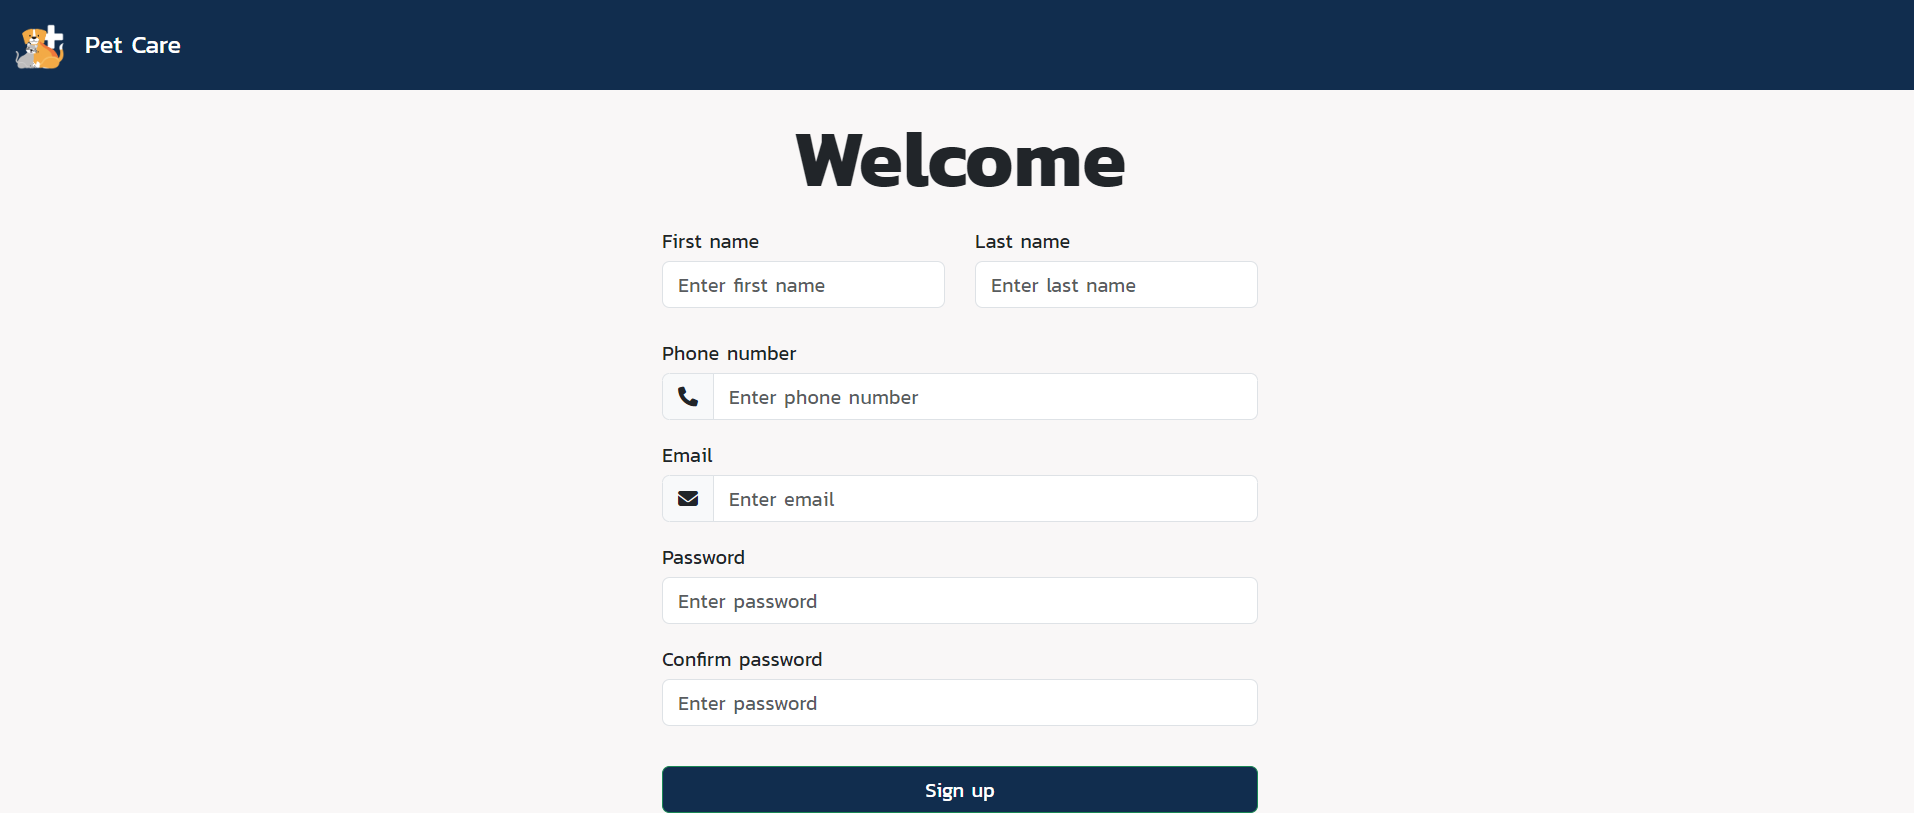 Pet Care
Welcome
First name
Last name
Enter first name
Enter last name
Phone number
Enter phone number
Email
Enter email
Password
Enter password
Confirm password
Enter password
Sign up